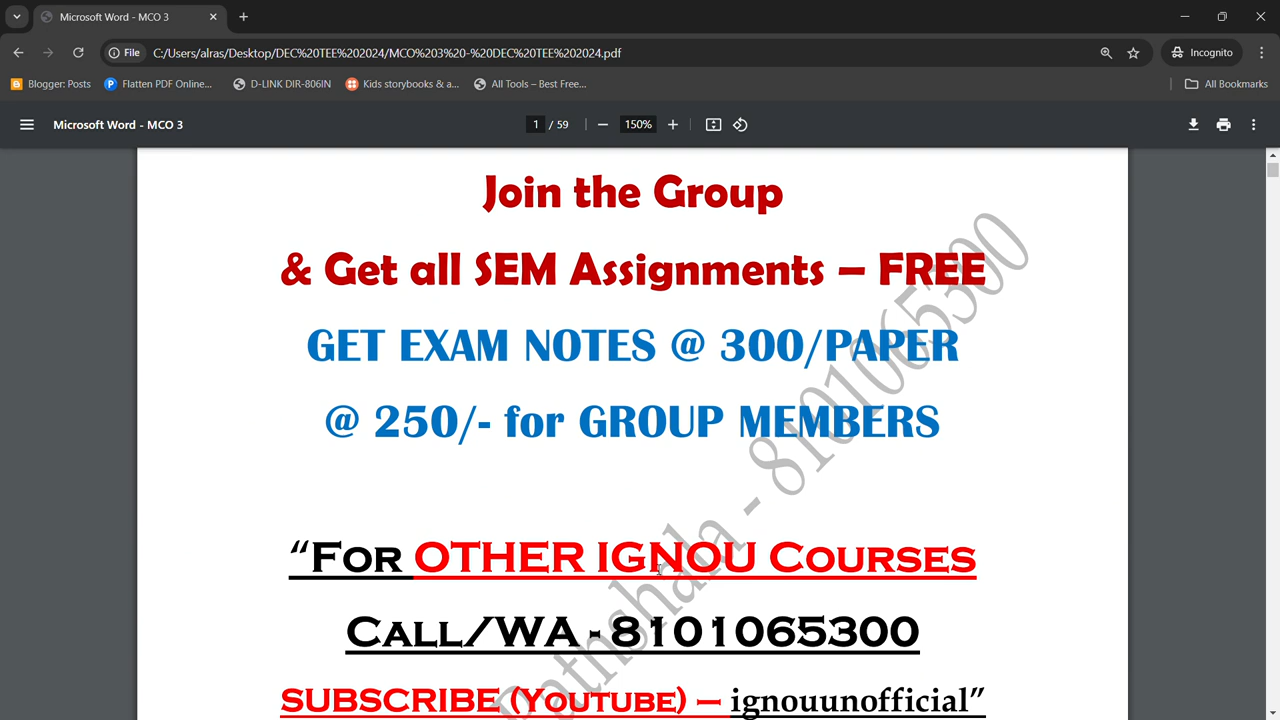 Microsoft Word - MCO 3
File C:/Users/alras/Desktop/DEC%20TEE%202024/MCO%203%20-%20DEC%20TEE%202024.pdf Incognito
Blogger: Posts Flatten PDF Online... D-LINK DIR-806IN Kids storybooks & a... All Tools – Best Free... All Bookmarks
Microsoft Word - MCO 3 1 / 59 150%
Join the Group
& Get all SEM Assignments – FREE
GET EXAM NOTES @ 300/PAPER
@ 250/- for GROUP MEMBERS
“For OTHER IGNOU Courses
Call/WA - 8101065300
SUBSCRIBE (Youtube) – ignouunofficial”
Pathshala - 8101065300